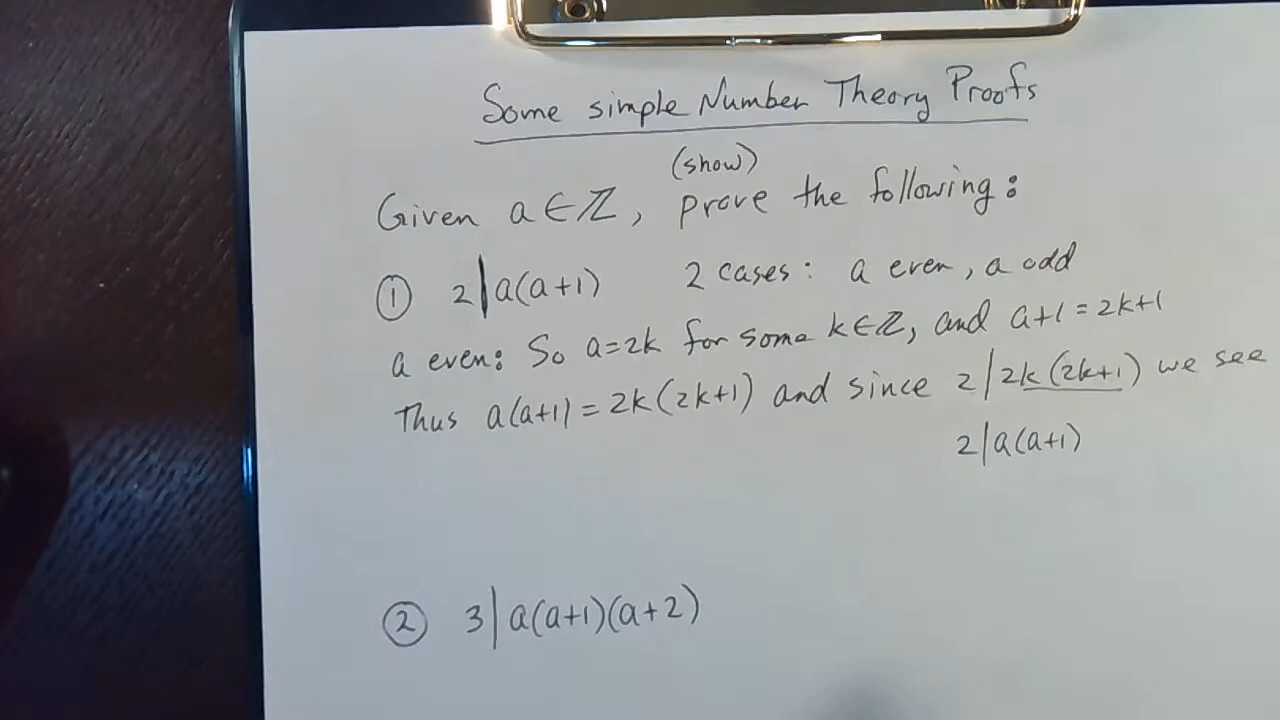 Some simple Number Theory Proofs
(show)
Given a ∈ ℤ, prove the following:
① 2|a(a+1) 2 cases: a even, a odd
a even: So a=2k for some k∈ℤ, and a+1=2k+1
Thus a(a+1)=2k(2k+1) and since 2|2k(2k+1) we see
2|a(a+1)
② 3|a(a+1)(a+2)